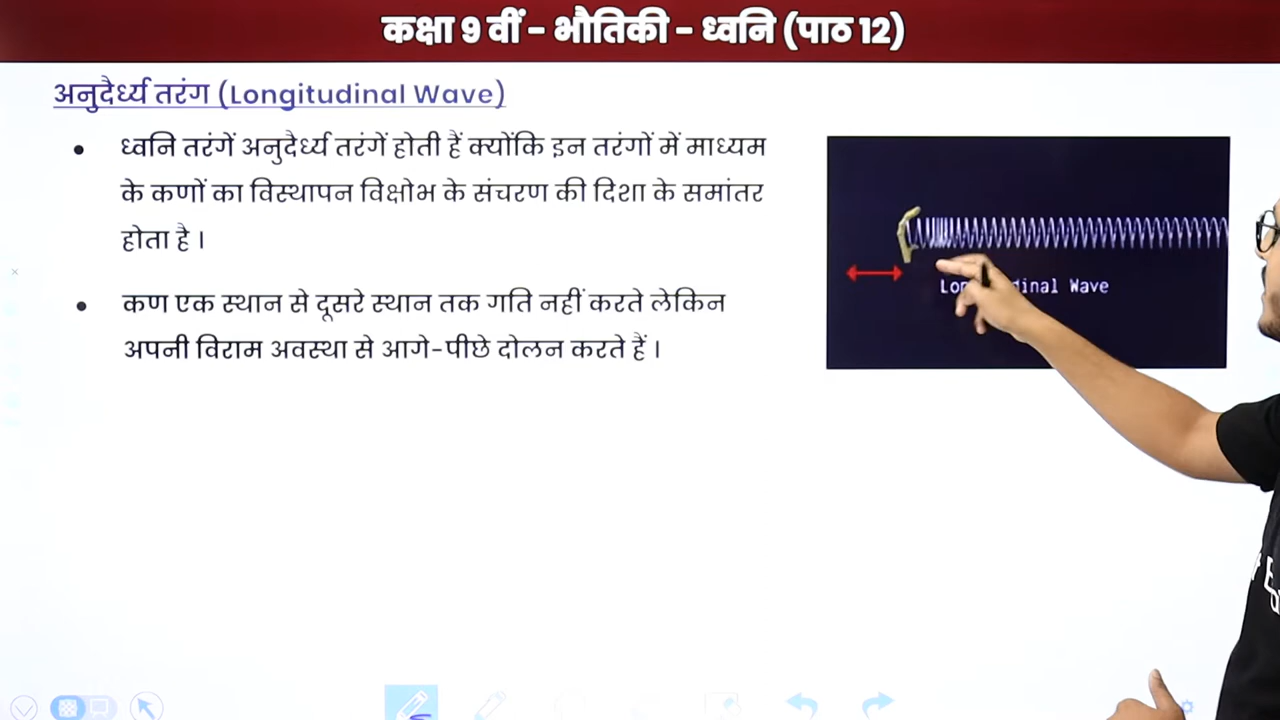 कक्षा 9 वीं - भौतिकी - ध्वनि (पाठ 12)
अनुदैर्ध्य तरंग (Longitudinal Wave)
ध्वनि तरंगें अनुदैर्ध्य तरंगें होती हैं क्योंकि इन तरंगों में माध्यम
के कणों का विस्थापन विक्षोभ के संचरण की दिशा के समांतर
होता है ।
कण एक स्थान से दूसरे स्थान तक गति नहीं करते लेकिन
अपनी विराम अवस्था से आगे-पीछे दोलन करते हैं ।
Wave